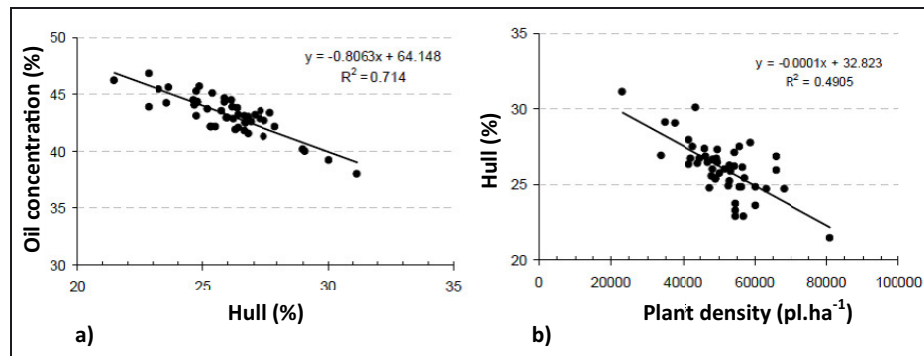 50
45
40
35
30
20
25
30
35
Oil concentration (%)
Hull (%)
y = -0.8063x + 64.148
R² = 0.714
a)
35
30
25
20
0
20000
40000
60000
80000
100000
Hull (%)
Plant density (pl.ha⁻¹)
y = -0.0001x + 32.823
R² = 0.4905
b)